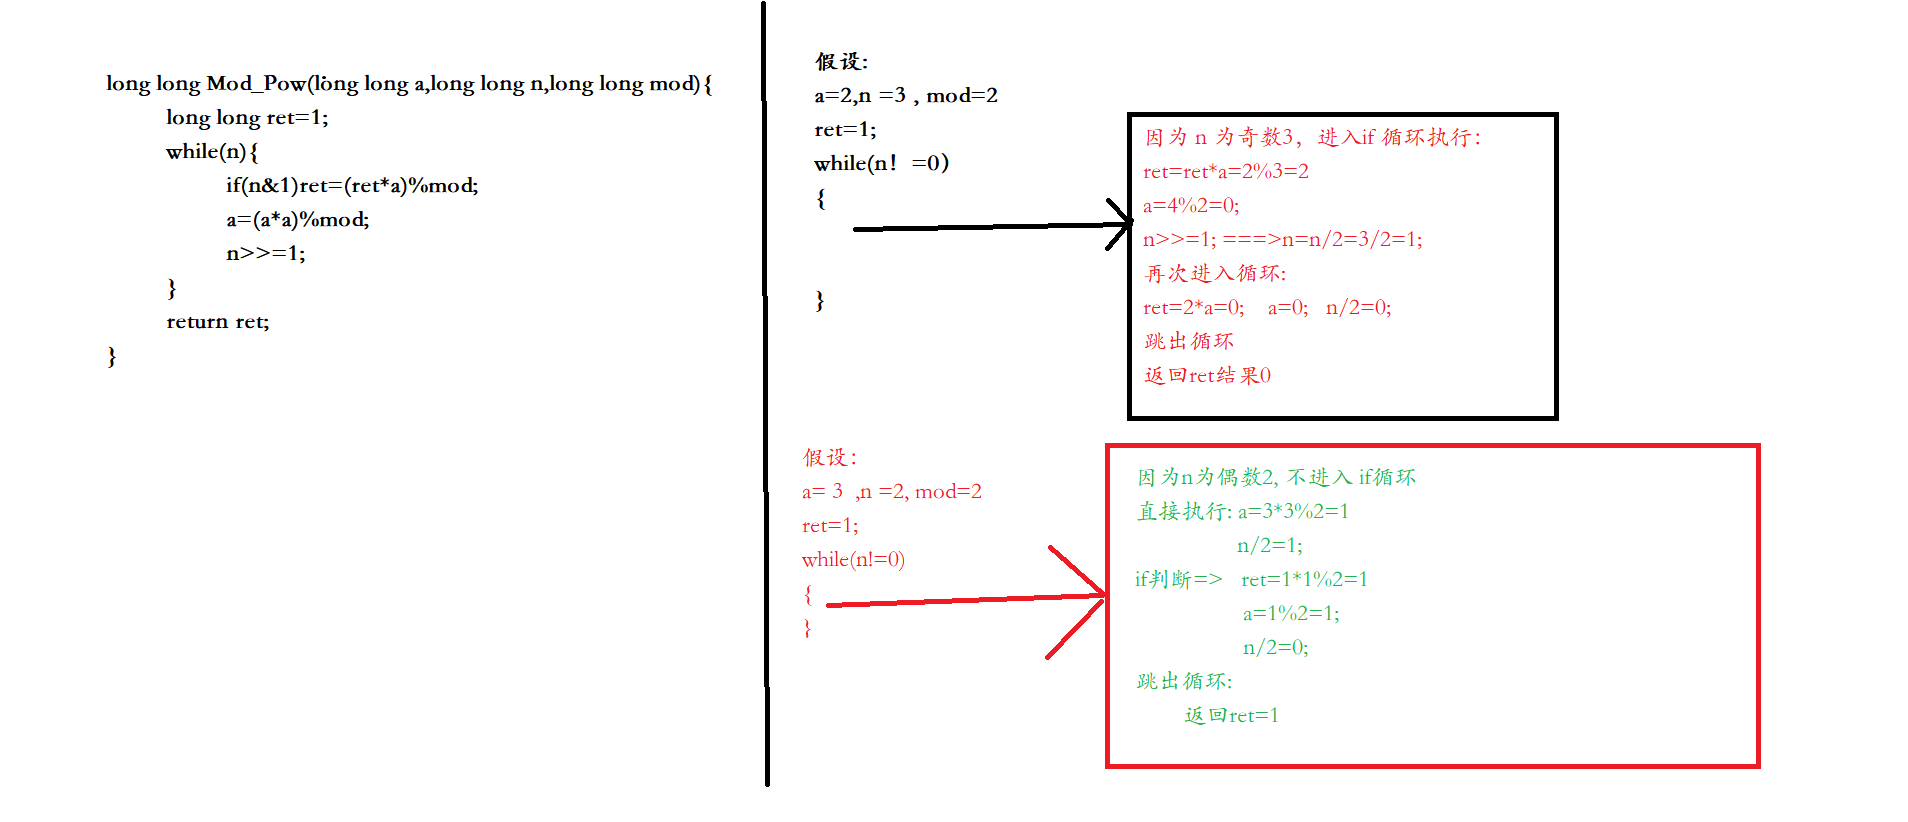 long long Mod_Pow(long long a,long long n,long long mod){
long long ret=1;
while(n){
if(n&1)ret=(ret*a)%mod;
a=(a*a)%mod;
n>>=1;
}
return ret;
}
假设:
a=2,n =3 , mod=2
ret=1;
while(n！=0）
{
}
因为 n 为奇数3，进入if 循环执行：
ret=ret*a=2%3=2
a=4%2=0;
n>>=1; ===>n=n/2=3/2=1;
再次进入循环:
ret=2*a=0; a=0; n/2=0;
跳出循环
返回ret结果0
假设：
a= 3 ,n =2, mod=2
ret=1;
while(n!=0)
{
}
因为n为偶数2, 不进入 if循环
直接执行: a=3*3%2=1
n/2=1;
if判断=> ret=1*1%2=1
a=1%2=1;
n/2=0;
跳出循环:
返回ret=1